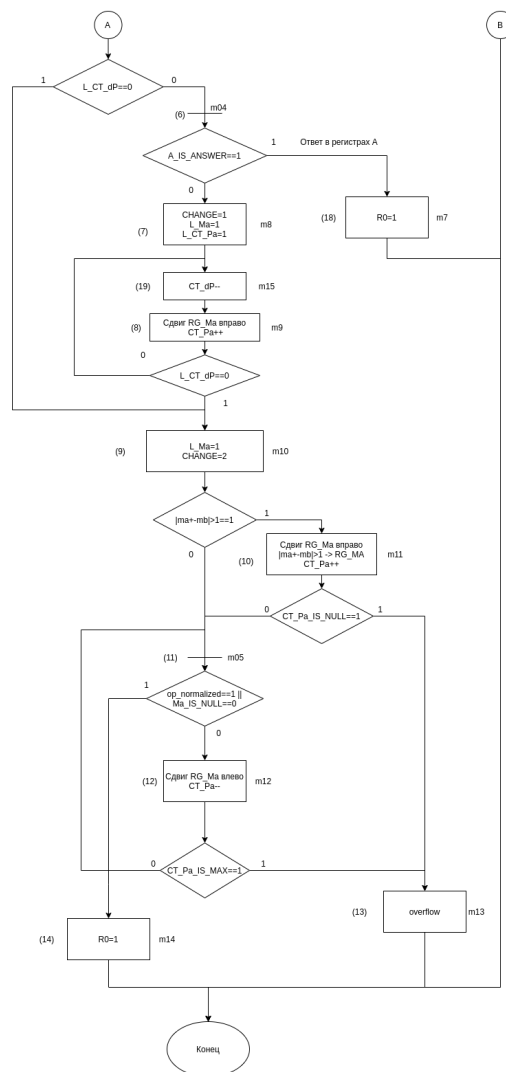 A
B
L_CT_dP==0
1
0
(6)
m04
A_IS_ANSWER==1
1
Ответ в регистрах A
0
CHANGE=1
L_Ma=1
L_CT_Pa=1
(7)
m8
(18)
R0=1
m7
(19)
CT_dP--
m15
(8)
Сдвиг RG_Ma вправо
CT_Pa++
m9
0
L_CT_dP==0
1
(9)
L_Ma=1
CHANGE=2
m10
|ma+-mb|>1==1
1
0
(10)
Сдвиг RG_Ma вправо
|ma+-mb|>1 -> RG_MA
CT_Pa++
m11
0
CT_Pa_IS_NULL==1
1
(11)
m05
1
op_normalized==1 ||
Ma_IS_NULL==0
0
(12)
Сдвиг RG_Ma влево
CT_Pa--
m12
0
CT_Pa_IS_MAX==1
1
(13)
overflow
m13
(14)
R0=1
m14
Конец